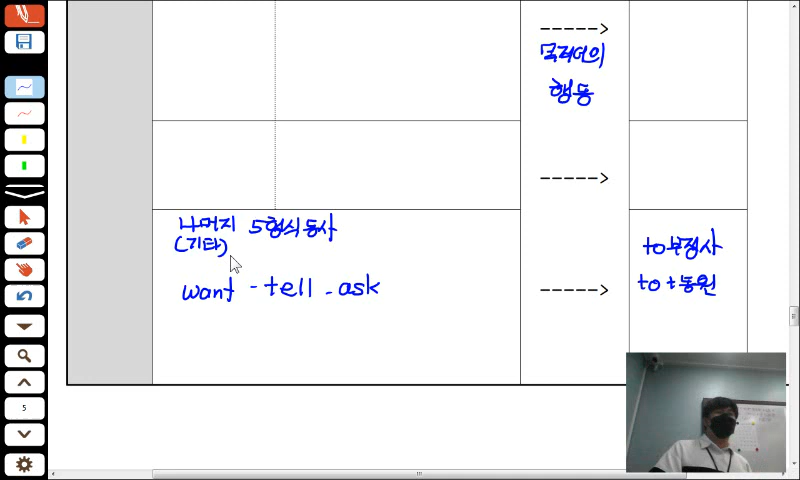 목적어의
행동
나머지 5형식동사
(기타)
want - tell - ask
to부정사
to + 동원
5